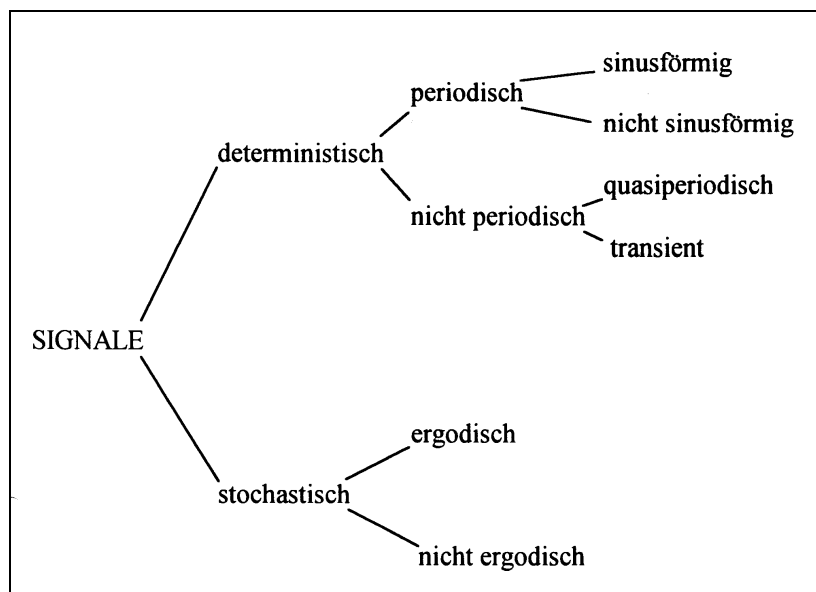 sinusförmig
periodisch
nicht sinusförmig
deterministisch
quasiperiodisch
nicht periodisch
transient
SIGNALE
ergodisch
stochastisch
nicht ergodisch